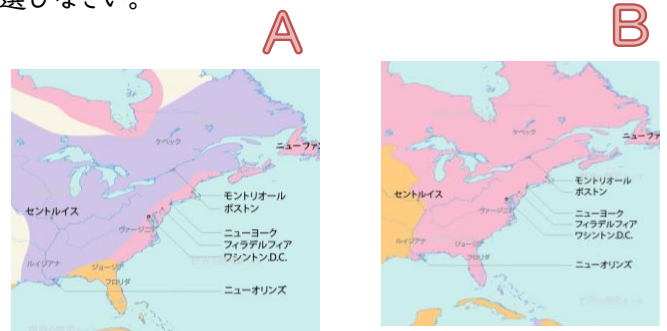 選びなさい。
A
B
ケベック
ニューファ
モントリオール
ボストン
セントルイス
ヴァージニア
ニューヨーク
フィラデルフィア
ワシントンD.C.
ルイジアナ
ジョージア
フロリダ
ニューオリンズ
ケベック
ニューファ
モントリオール
ボストン
セントルイス
ヴァージニア
ニューヨーク
フィラデルフィア
ワシントンD.C.
ルイジアナ
ジョージア
フロリダ
ニューオリンズ